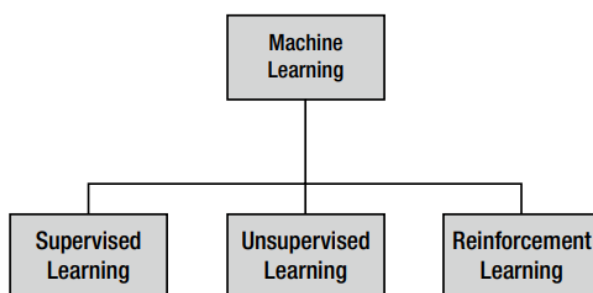 Machine
Learning
Supervised
Learning
Unsupervised
Learning
Reinforcement
Learning